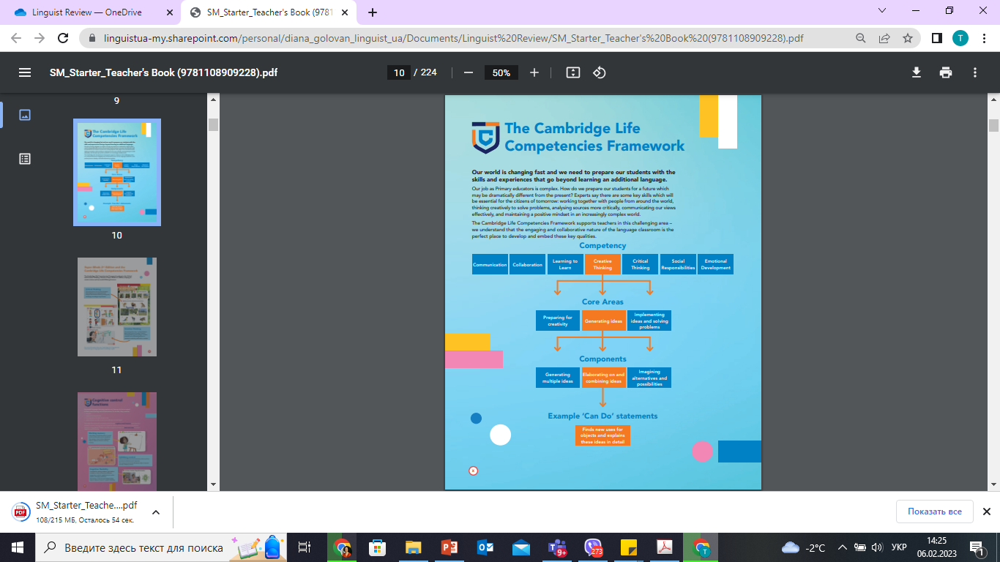 Linguist Review — OneDrive
SM_Starter_Teacher's Book (9781
linguistua-my.sharepoint.com/personal/diana_golovan_linguist_ua/Documents/Linguist%20Review/SM_Starter_Teacher's%20Book%20(9781108909228).pdf
T
SM_Starter_Teacher's Book (9781108909228).pdf
10 / 224
50%
9
The Cambridge Life
Competencies Framework
10
11
Cognitive control
functions
The Cambridge Life
Competencies Framework
Our world is changing fast and we need to prepare our students with the
skills and experiences that go beyond learning an additional language.
Our job as Primary educators is complex. How do we prepare our students for a future which
may be dramatically different from the present? Experts say there are some key skills which will
be essential for the citizens of tomorrow: working together with people from around the world,
thinking creatively to solve problems, analysing sources more critically, communicating our views
effectively, and maintaining a positive mindset in an increasingly complex world.
The Cambridge Life Competencies Framework supports teachers in this challenging area –
we understand that the engaging and collaborative nature of the language classroom is the
perfect place to develop and embed these key qualities.
Competency
Communication
Collaboration
Learning to
Learn
Creative
Thinking
Critical
Thinking
Social
Responsibilities
Emotional
Development
Core Areas
Preparing for
creativity
Generating ideas
Implementing
ideas and solving
problems
Components
Generating
multiple ideas
Elaborating on and
combining ideas
Imagining
alternatives and
possibilities
Example ‘Can Do’ statements
Finds new uses for
objects and explains
these ideas in detail
x
SM_Starter_Teache....pdf
108/215 МБ, Осталось 54 сек.
PDF
Показать все
Введите здесь текст для поиска
9+
273
T
-2°C
УКР
14:25
06.02.2023
1